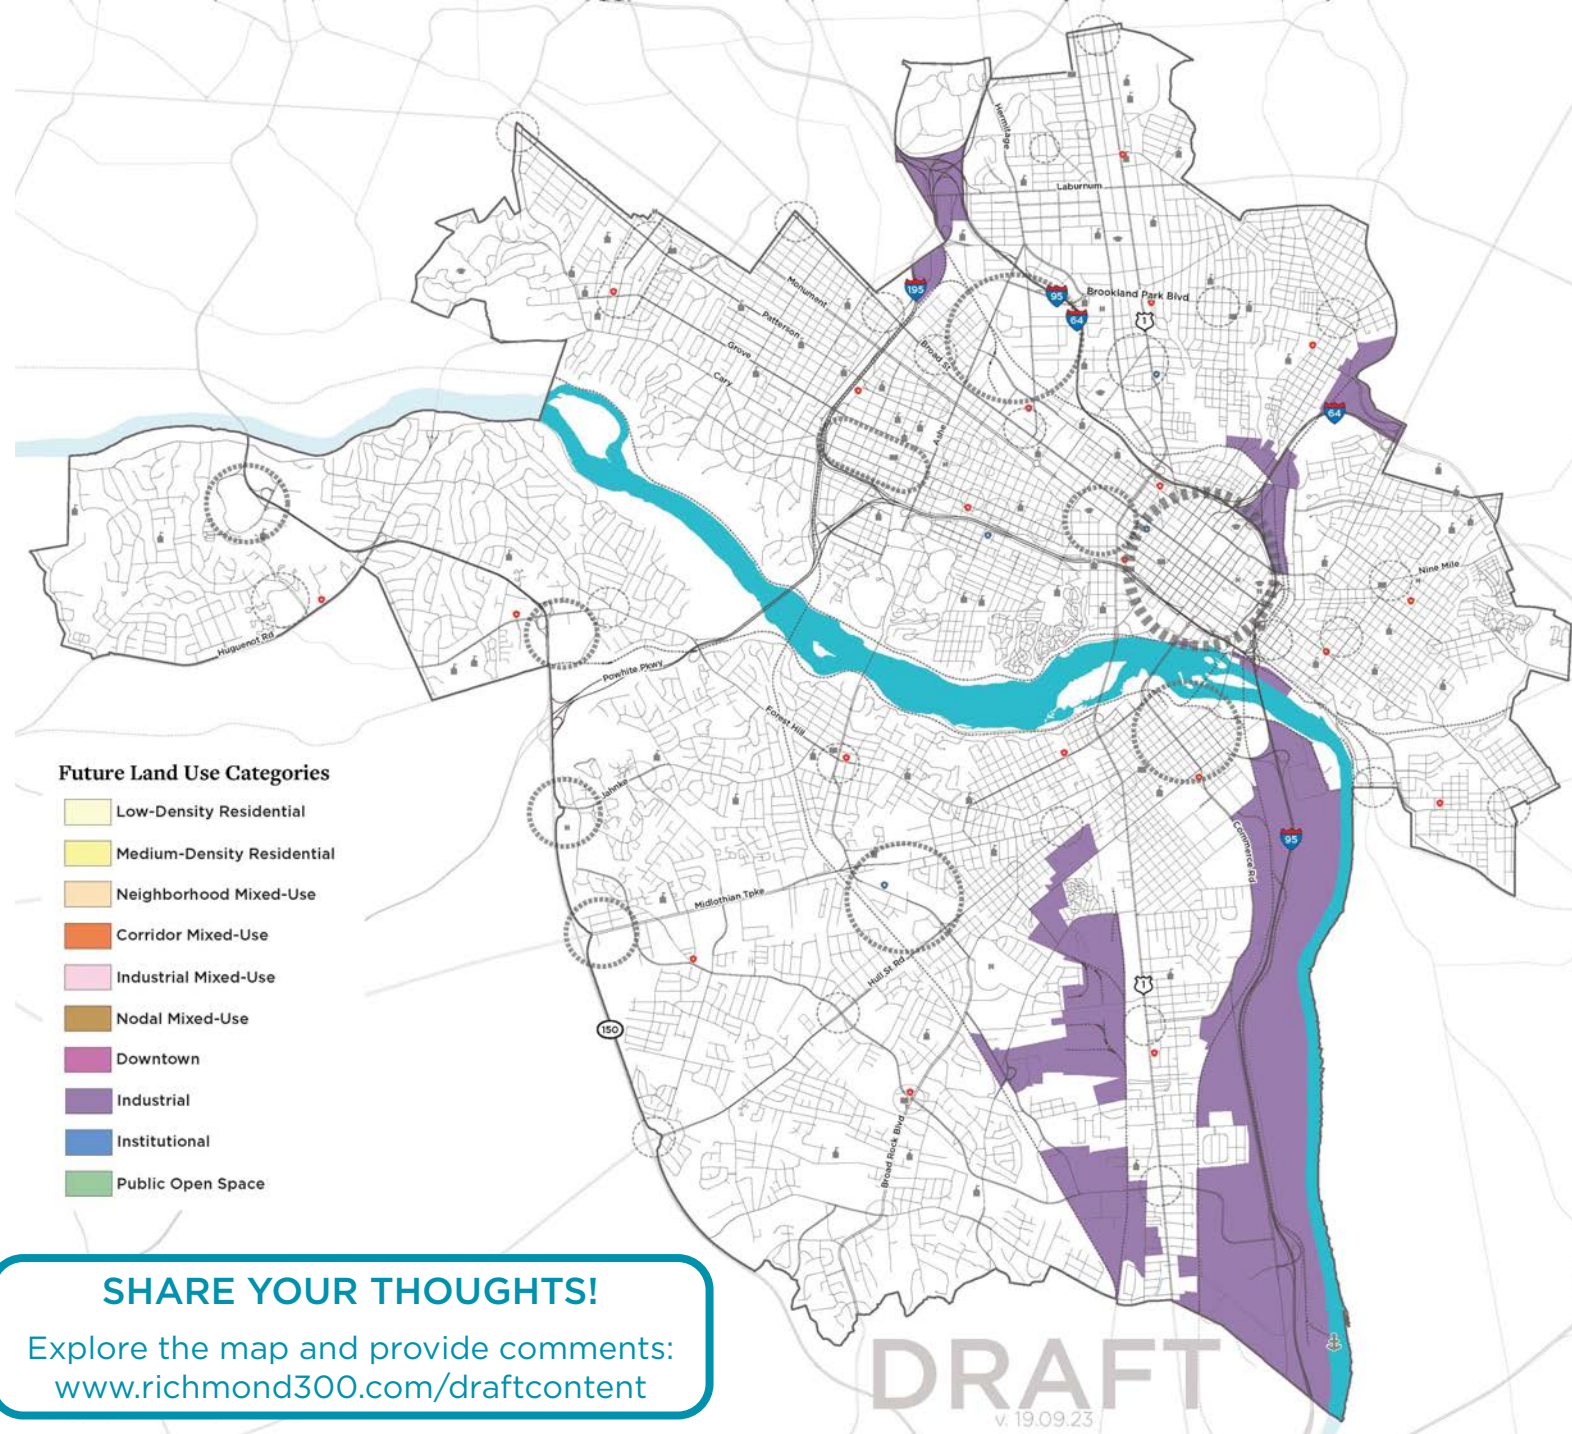 Hermitage
Laburnum
195
95
Brookland Park Blvd
64
1
Monument
Patterson
Broad St
Grove
Cary
64
Ashe
Nine Mile
Huguenot Rd
Powhite Pkwy
Forest Hill
Future Land Use Categories
Low-Density Residential
Medium-Density Residential
Neighborhood Mixed-Use
Corridor Mixed-Use
Industrial Mixed-Use
Nodal Mixed-Use
Downtown
Industrial
Institutional
Public Open Space
Jahnke
Commerce Rd
95
Midlothian Tpke
Hull St Rd
1
150
Broad Rock Blvd
SHARE YOUR THOUGHTS!
Explore the map and provide comments:
www.richmond300.com/draftcontent
DRAFT
v. 19.09.23